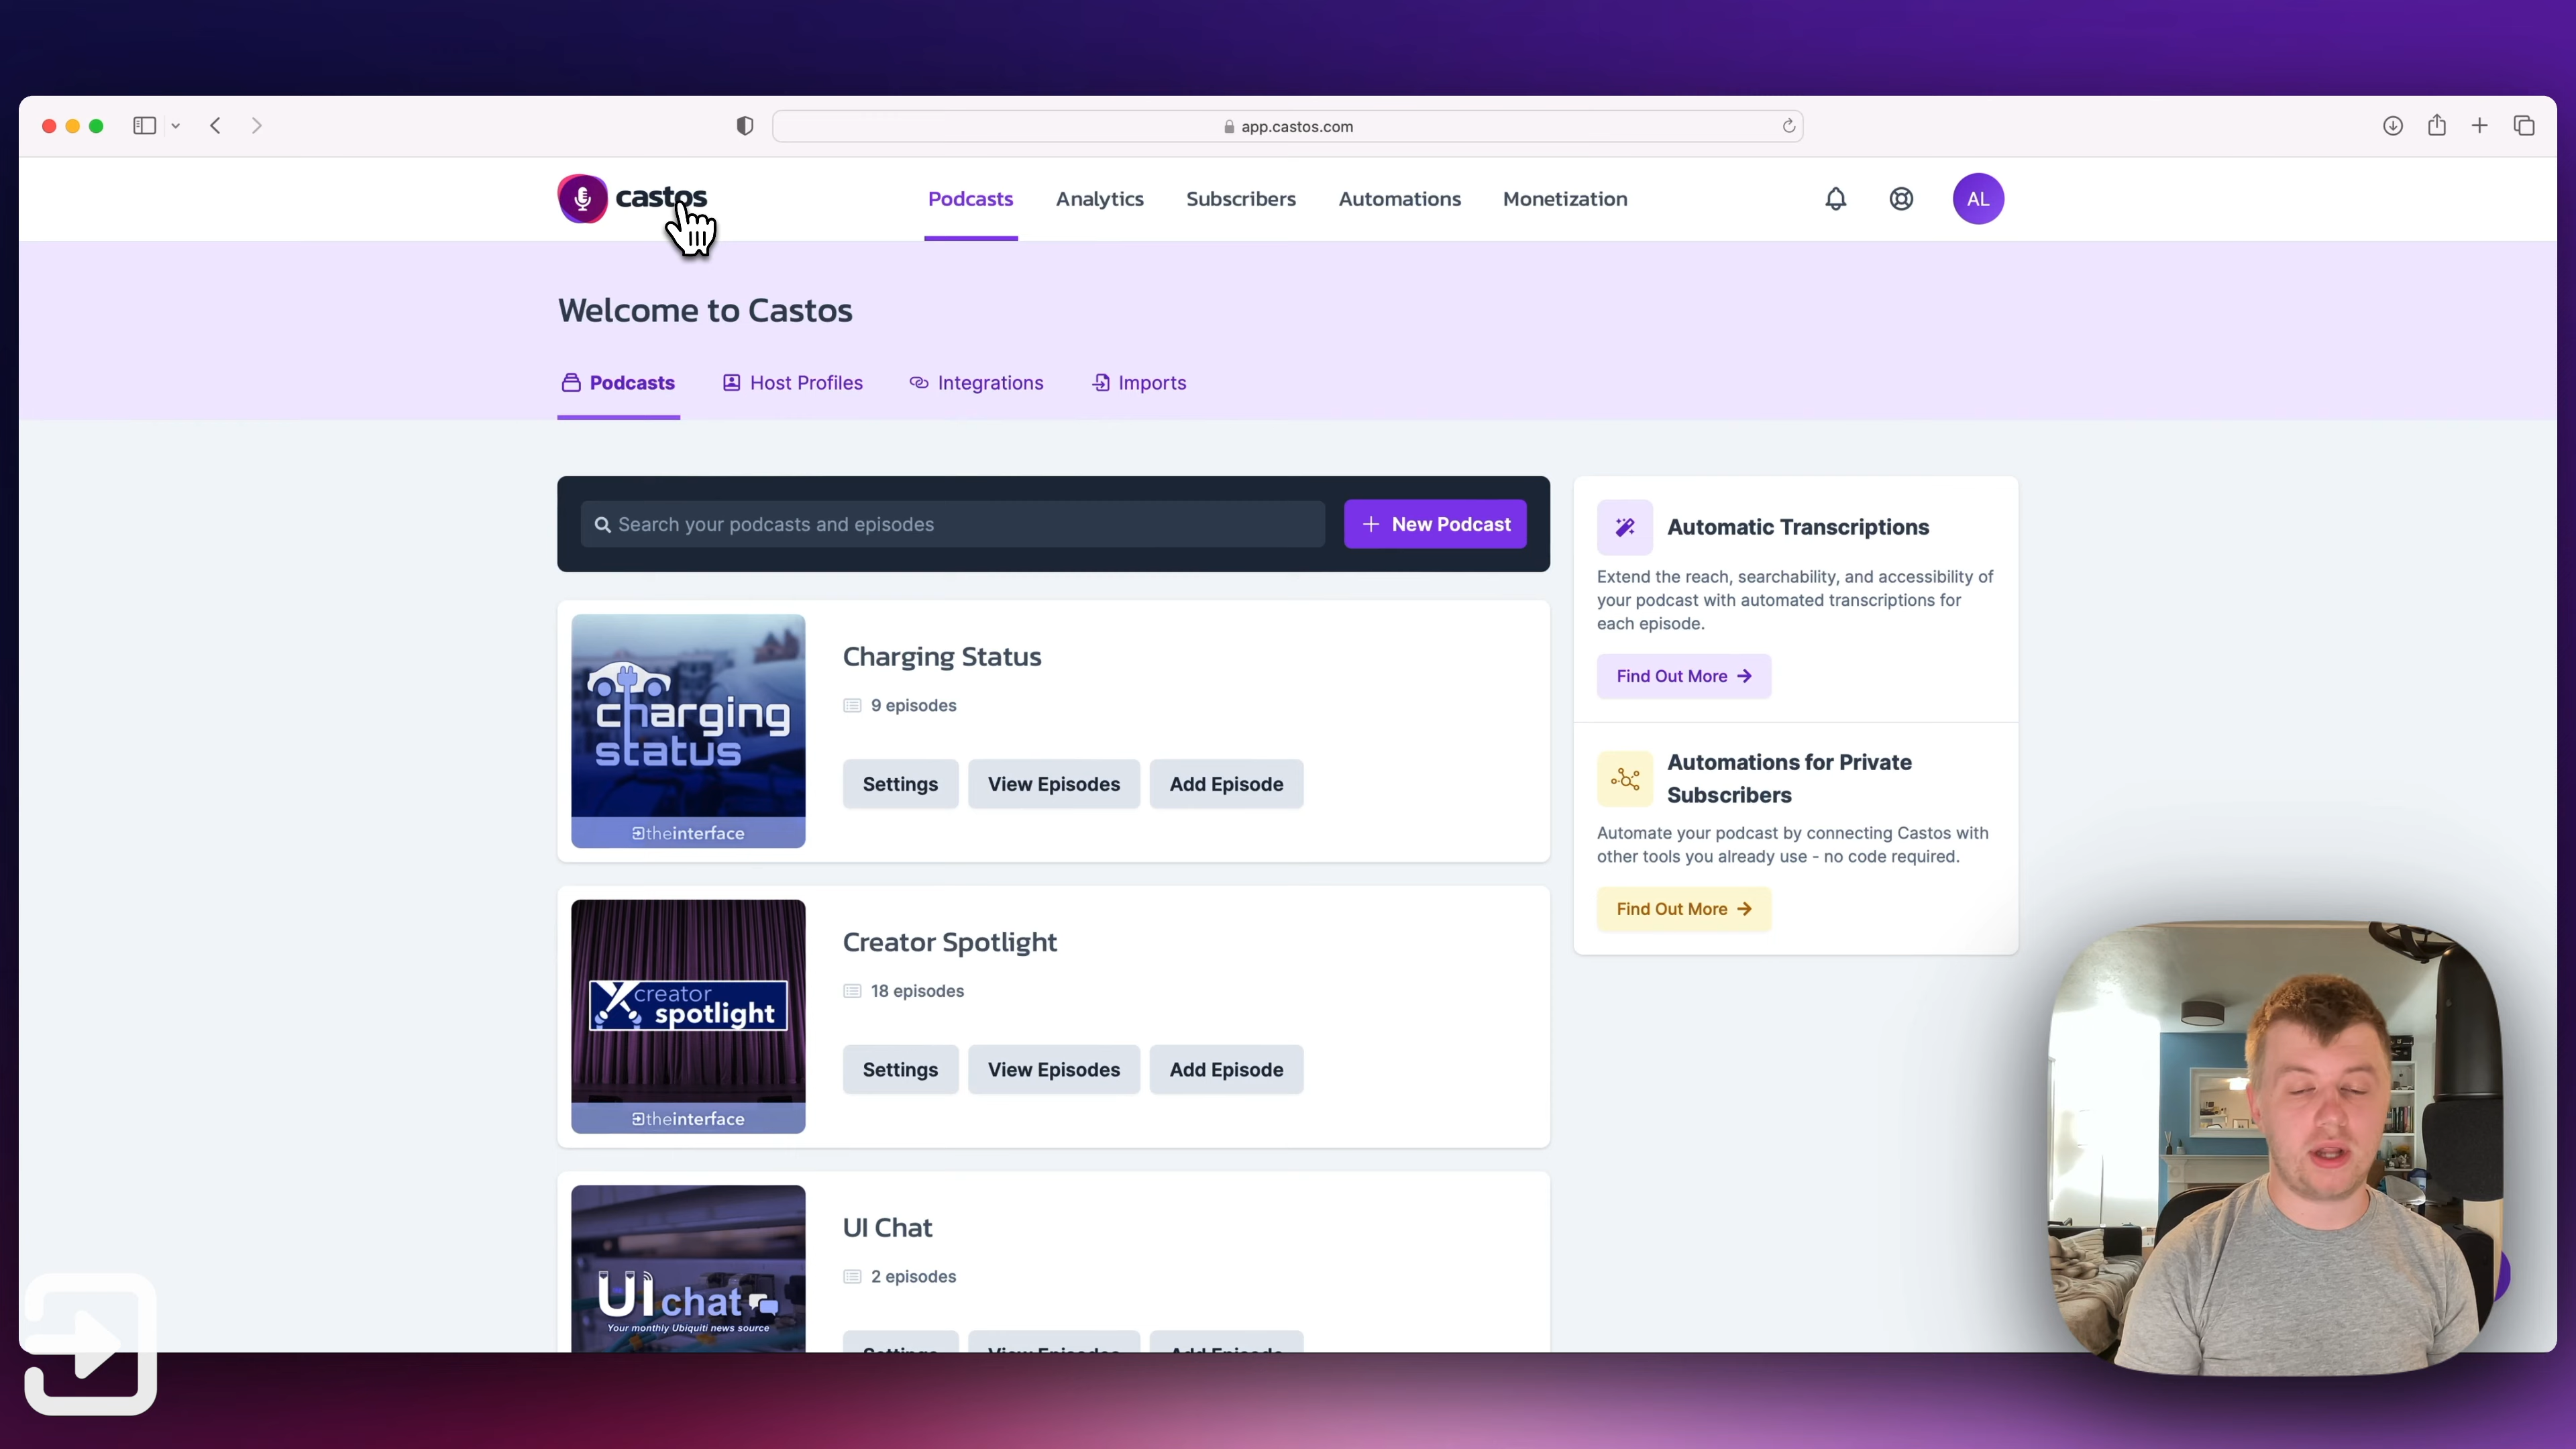 app.castos.com
castos
Podcasts Analytics Subscribers Automations Monetization
AL
Welcome to Castos
Podcasts Host Profiles Integrations Imports
Search your podcasts and episodes
New Podcast
Charging Status
9 episodes
Settings View Episodes Add Episode
charging
status
theinterface
Creator Spotlight
18 episodes
Settings View Episodes Add Episode
creator
spotlight
theinterface
UI Chat
2 episodes
Settings View Episodes Add Episode
UI chat
Your monthly Ubiquiti news source
Automatic Transcriptions
Extend the reach, searchability, and accessibility of
your podcast with automated transcriptions for
each episode.
Find Out More
Automations for Private
Subscribers
Automate your podcast by connecting Castos with
other tools you already use - no code required.
Find Out More